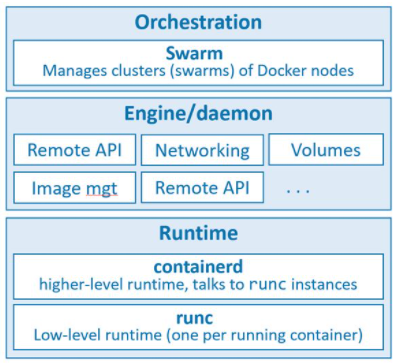 Orchestration
Swarm
Manages clusters (swarms) of Docker nodes
Engine/daemon
Remote API
Networking
Volumes
Image mgt
Remote API
...
Runtime
containerd
higher-level runtime, talks to runc instances
runc
Low-level runtime (one per running container)